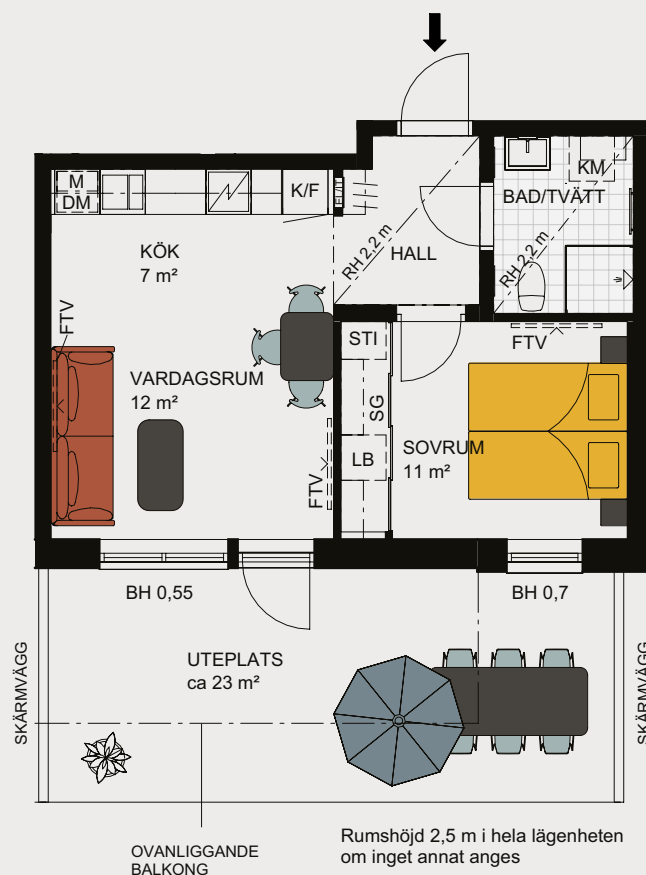 M
DM
K/F
EL/IT
KM
BAD/TVÄTT
KÖK
7 m²
RH 2,2 m
HALL
RH 2,2 m
FTV
STI
FTV
VARDAGSRUM
12 m²
SG
LB
SOVRUM
11 m²
FTV
BH 0,55
BH 0,7
SKÄRMVÄGG
UTEPLATS
ca 23 m²
SKÄRMVÄGG
Rumshöjd 2,5 m i hela lägenheten
om inget annat anges
OVANLIGGANDE
BALKONG